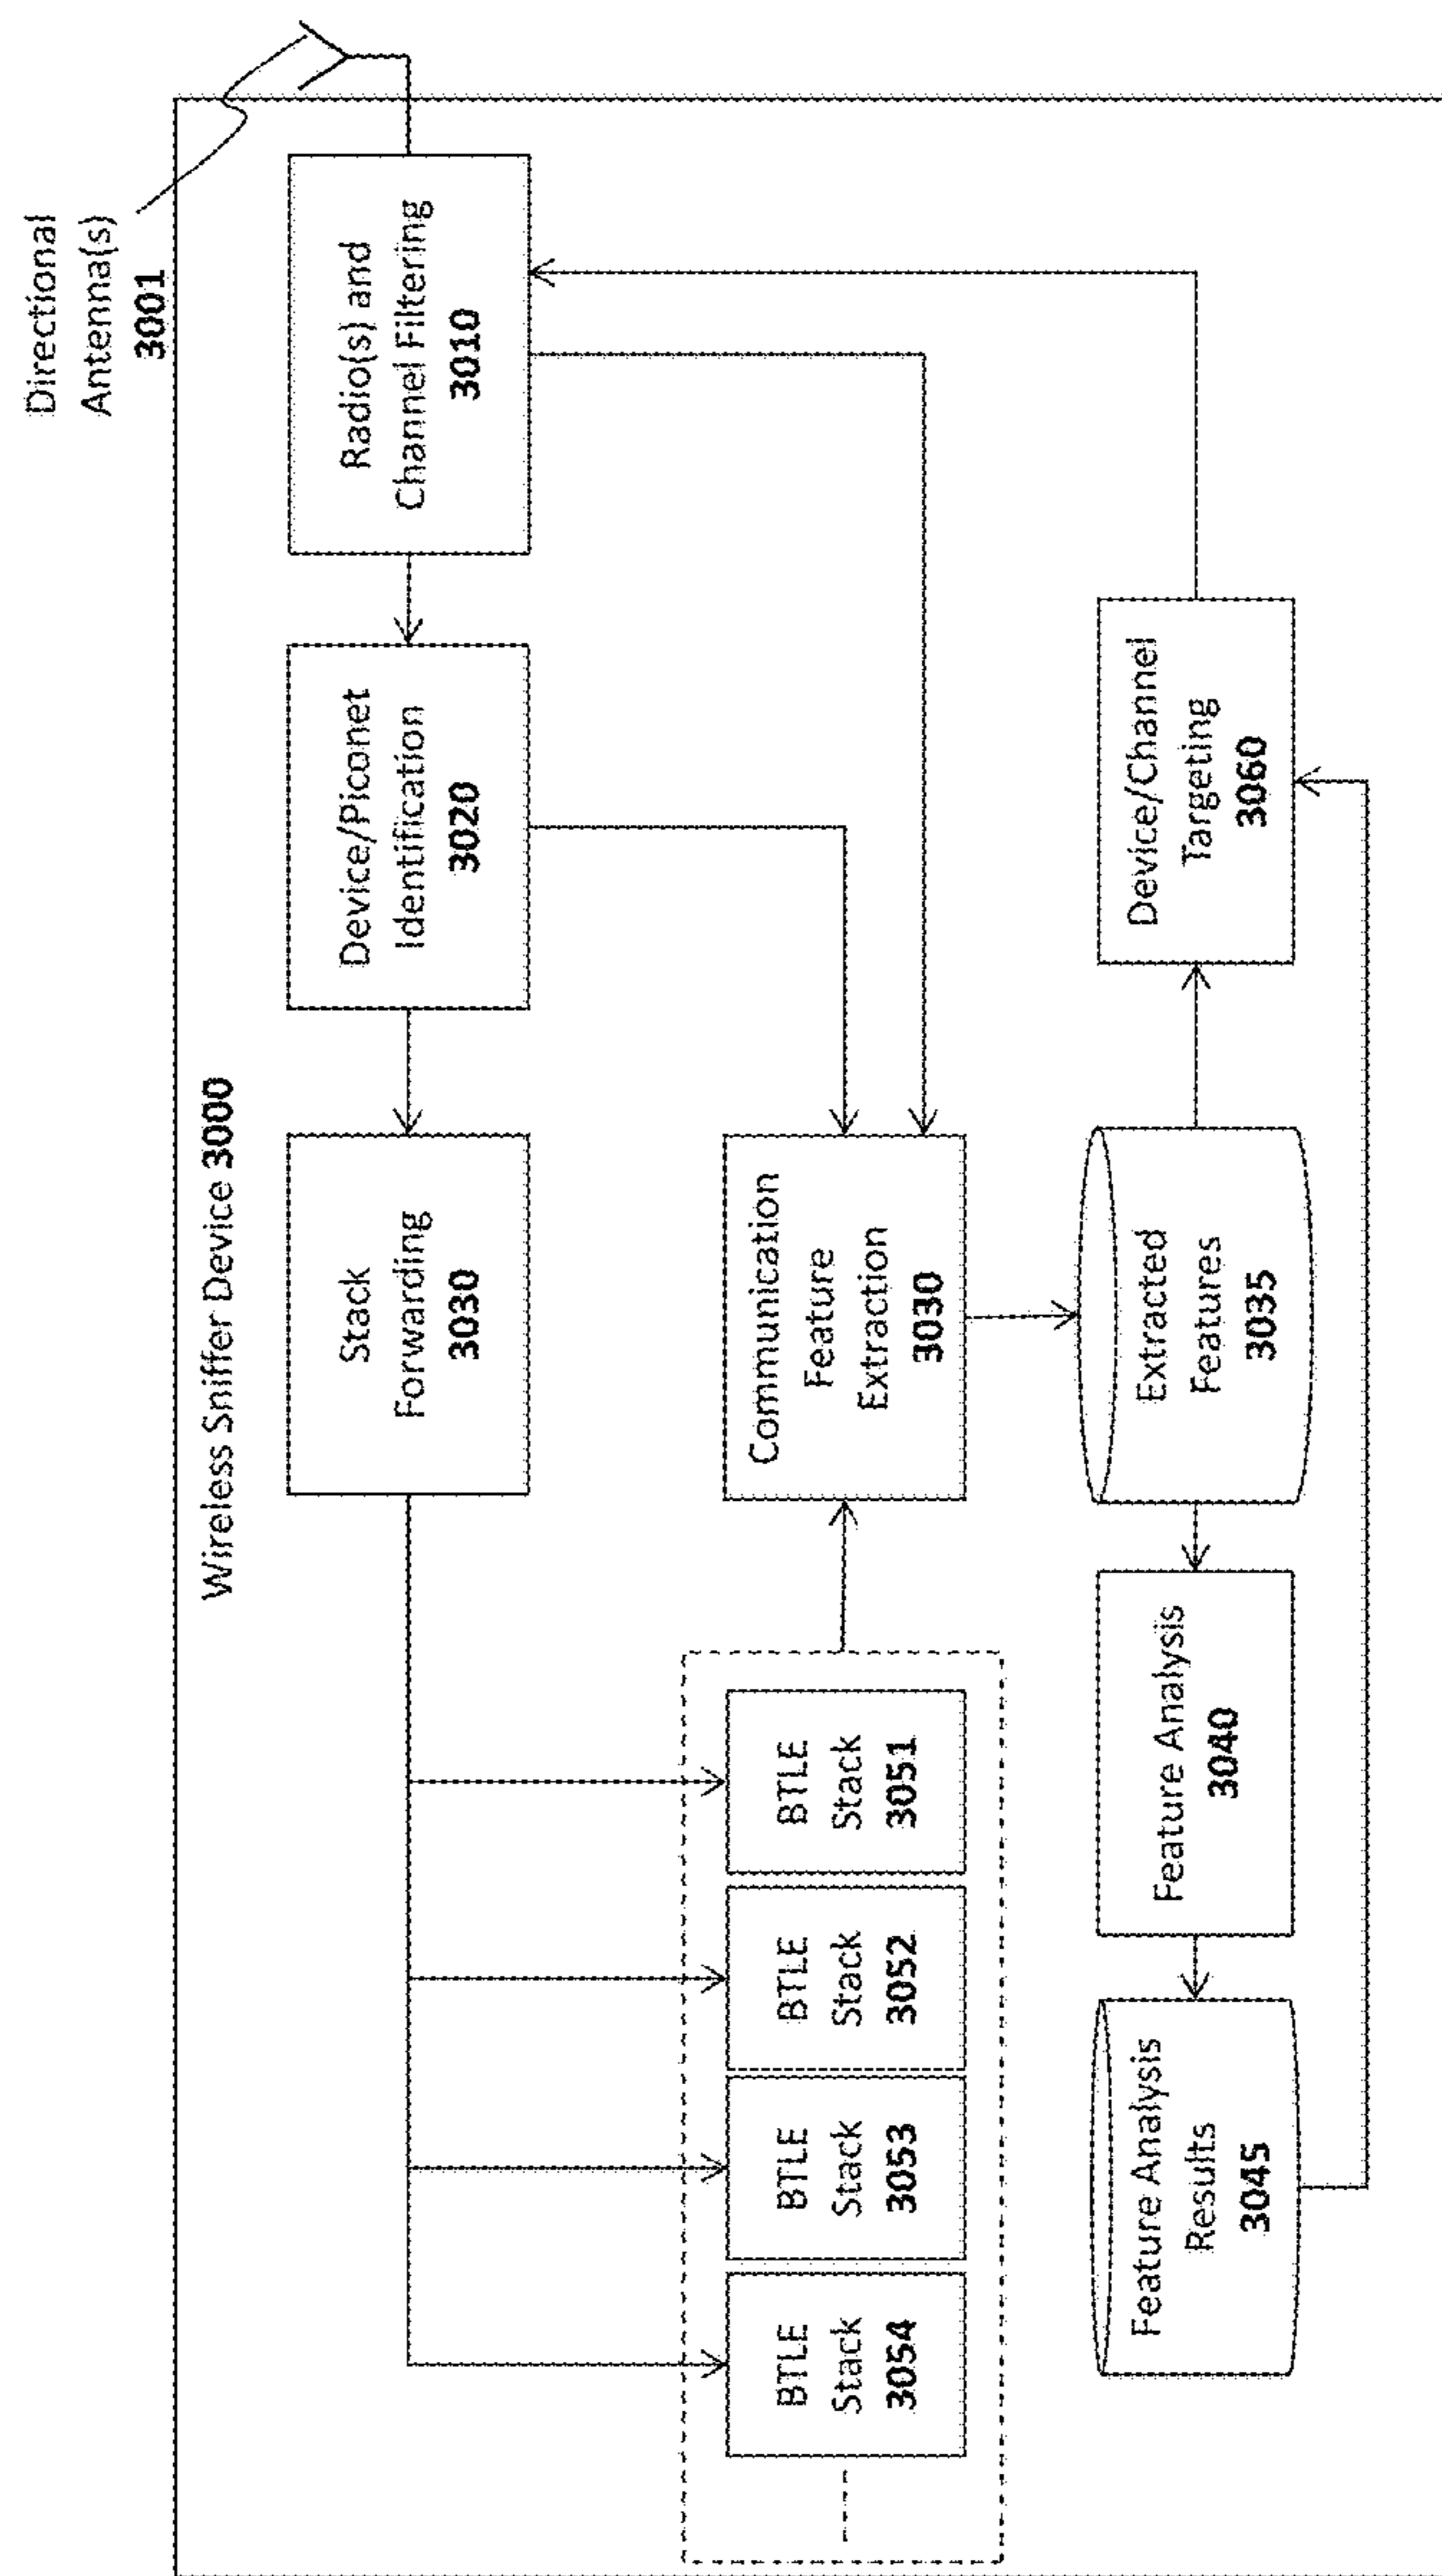 Directional
Antenna(s)
3001
Wireless Sniffer Device 3000
Radio(s) and
Channel Filtering
3010
Device/Piconet
Identification
3020
Stack
Forwarding
3030
BTLE
Stack
3054
BTLE
Stack
3053
BTLE
Stack
3052
BTLE
Stack
3051
Communication
Feature
Extraction
3030
Feature Analysis
Results
3045
Feature Analysis
3040
Extracted
Features
3035
Device/Channel
Targeting
3060